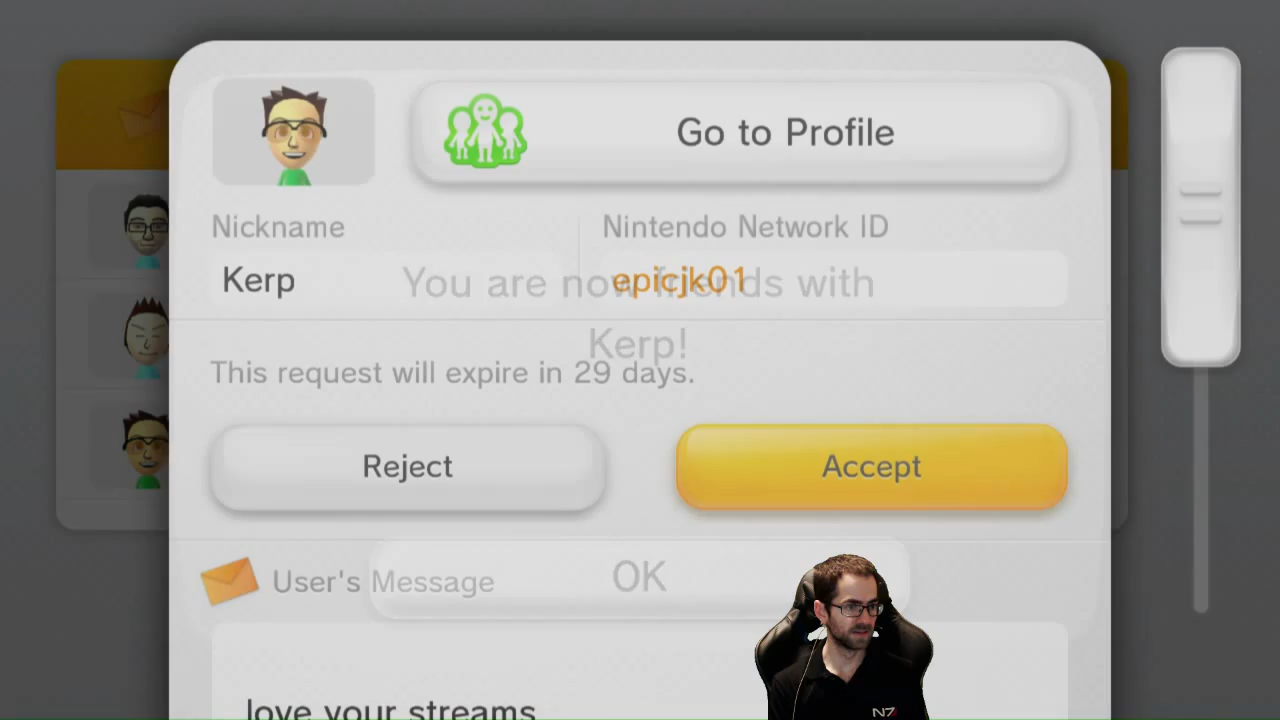 Go to Profile
Nickname
Nintendo Network ID
Kerp
epicjk01
You are now friends with
Kerp!
This request will expire in 29 days.
Reject
Accept
User's Message
OK
love your streams
N7